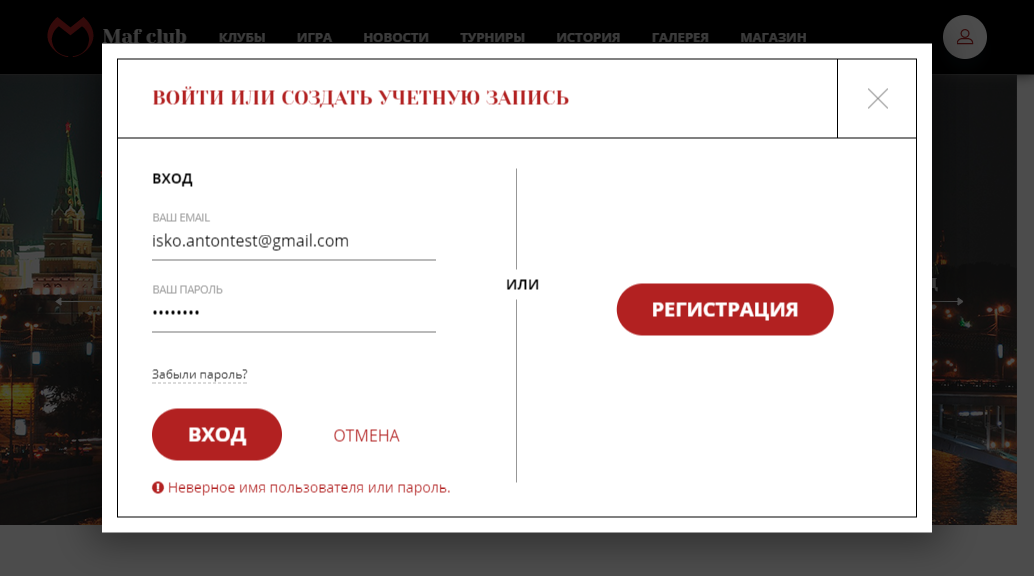 Maf club КЛУБЫ ИГРА НОВОСТИ ТУРНИРЫ ИСТОРИЯ ГАЛЕРЕЯ МАГАЗИН
ВОЙТИ ИЛИ СОЗДАТЬ УЧЕТНУЮ ЗАПИСЬ
ВХОД
ВАШ EMAIL
isko.antontest@gmail.com
ВАШ ПАРОЛЬ
••••••••
Забыли пароль?
ВХОД ОТМЕНА
Неверное имя пользователя или пароль.
ИЛИ
РЕГИСТРАЦИЯ